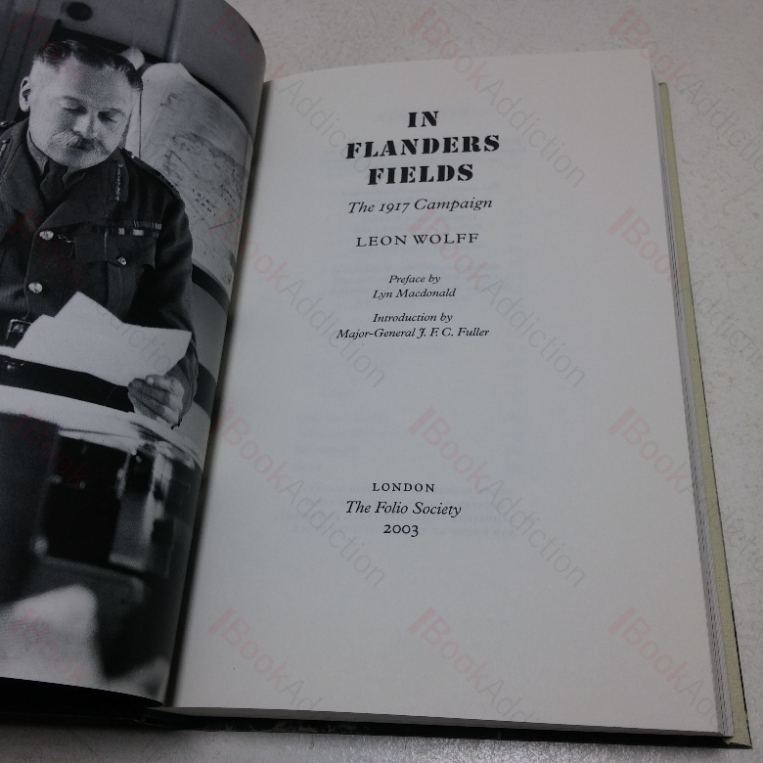 IN
FLANDERS
FIELDS
The 1917 Campaign
LEON WOLFF
Preface by
Lyn Macdonald
Introduction by
Major-General J. F. C. Fuller
LONDON
The Folio Society
2003
BookAddiction